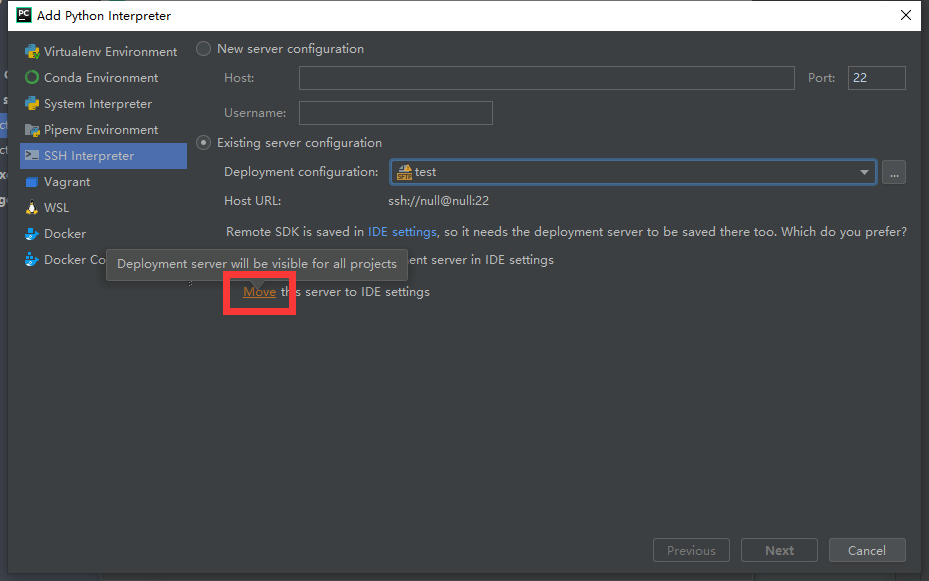 PC
Add Python Interpreter
Virtualenv Environment
Conda Environment
System Interpreter
Pipenv Environment
SSH Interpreter
Vagrant
WSL
Docker
Docker Co
New server configuration
Host:
Port: 22
Username:
Existing server configuration
Deployment configuration: SFTP test
...
Host URL: ssh://null@null:22
Remote SDK is saved in IDE settings, so it needs the deployment server to be saved there too. Which do you prefer?
Deployment server will be visible for all projects
ent server in IDE settings
Move this server to IDE settings
Previous
Next
Cancel